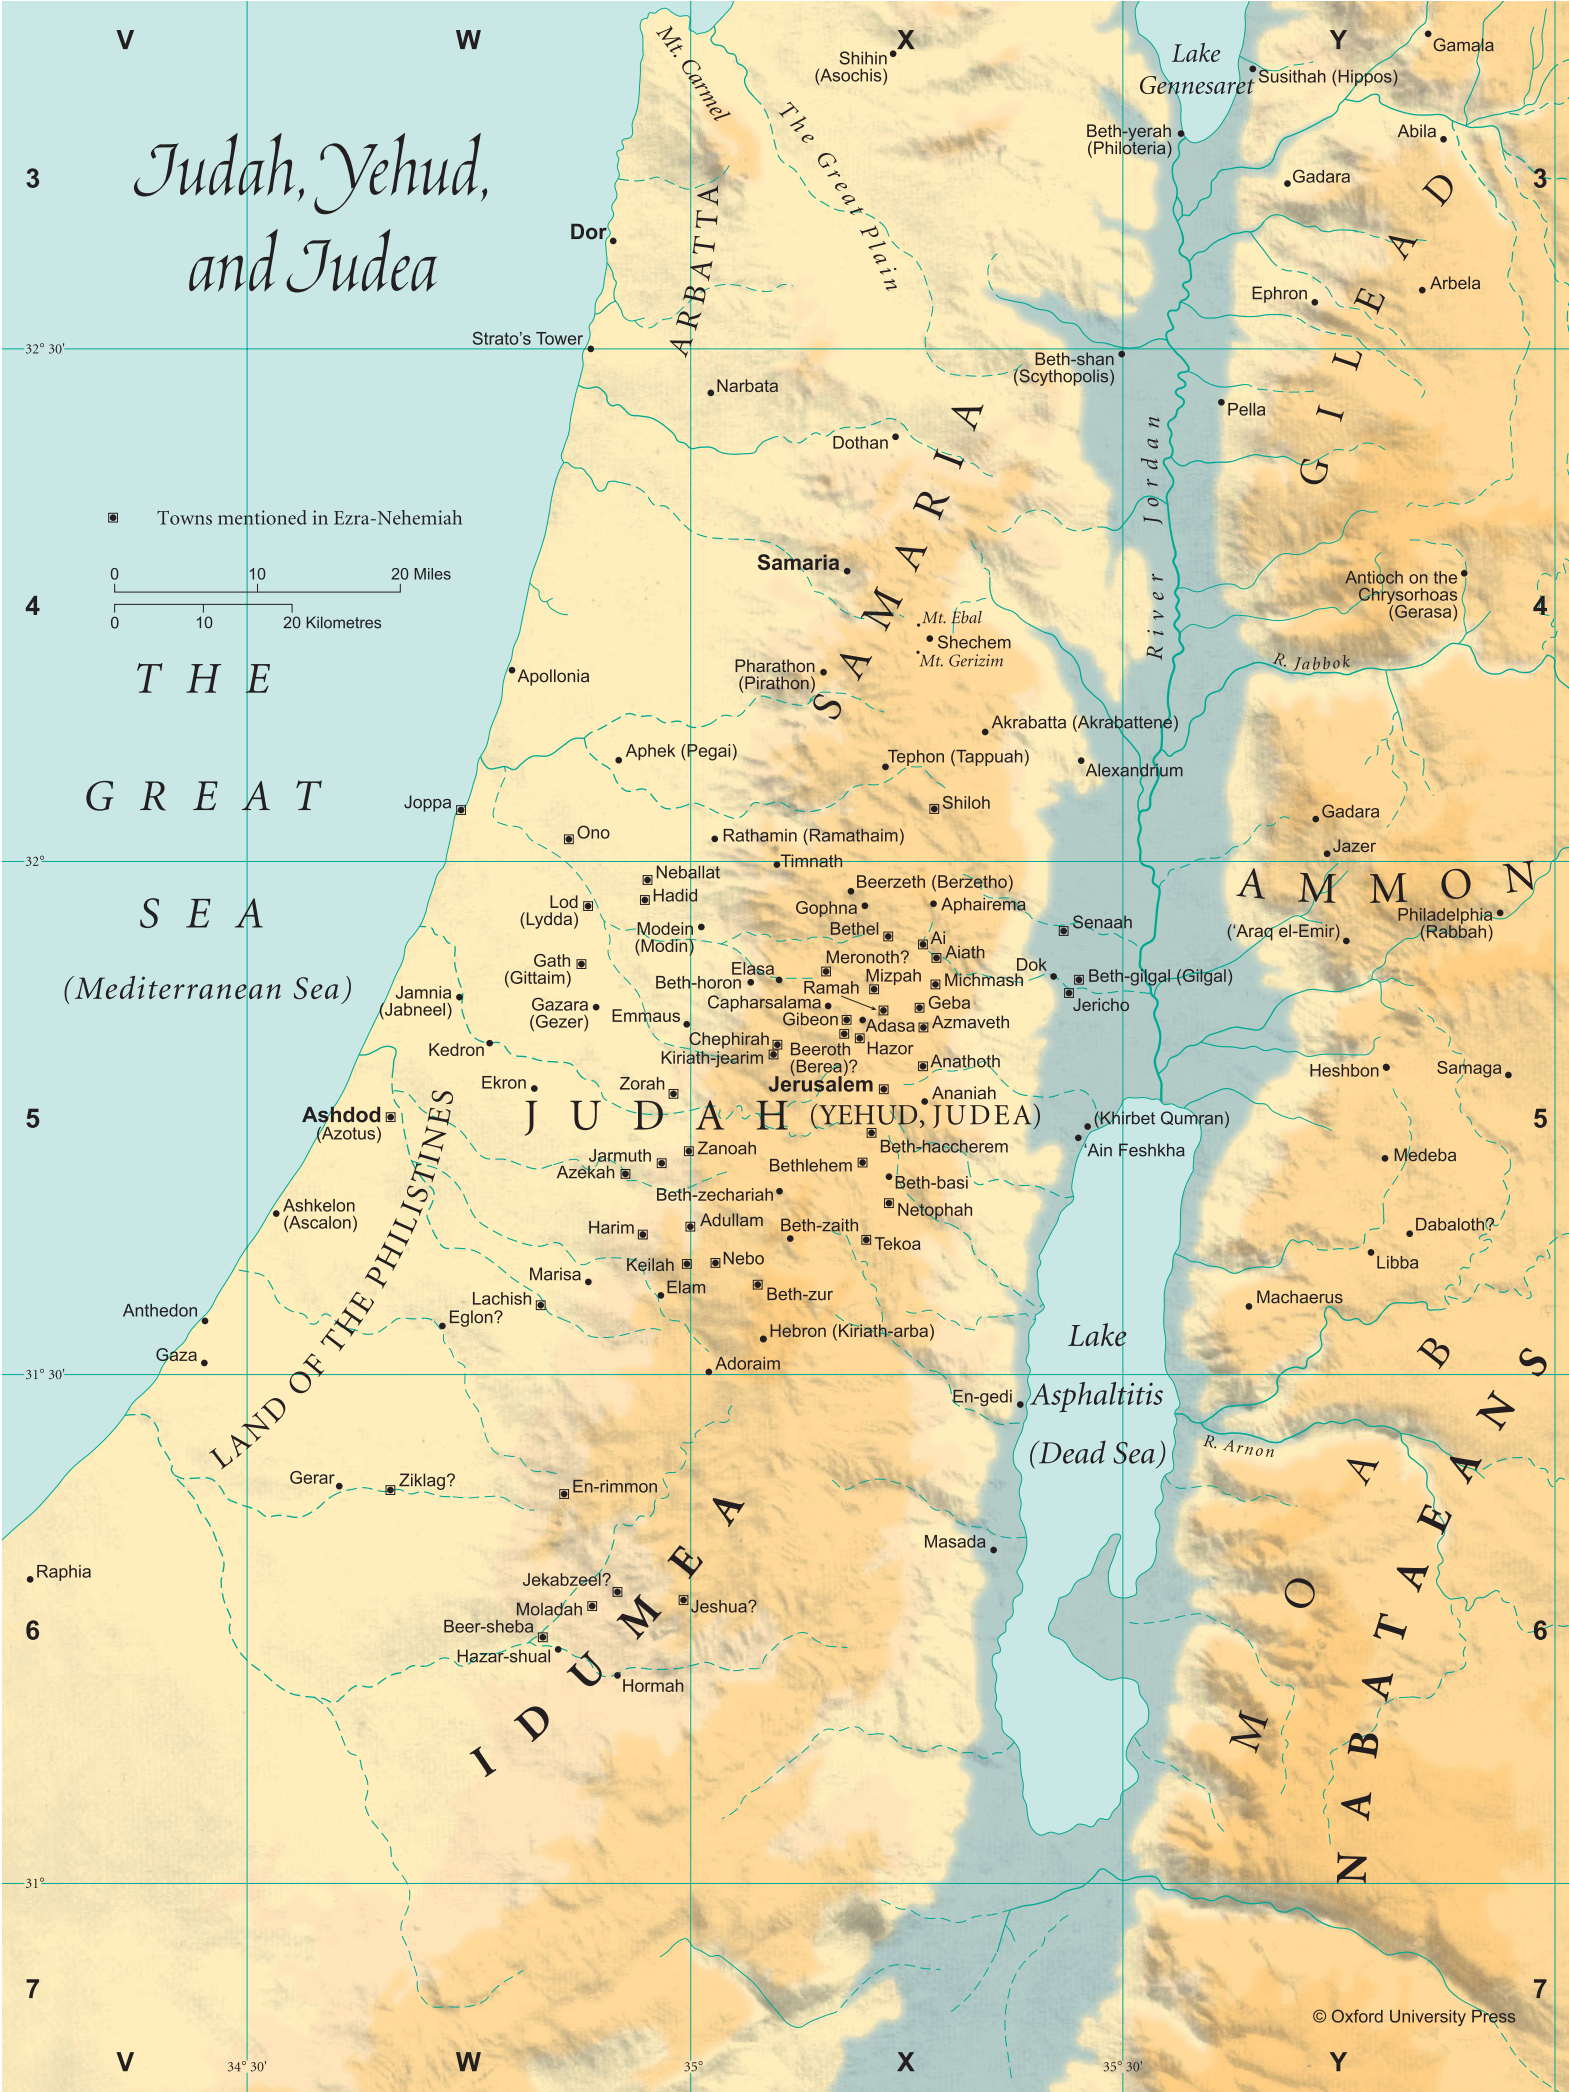 V
W
X
Y
Judah, Yehud,
and Judea
3
3
Mt. Carmel
Shihin
(Asochis)
Lake
Gennesaret
Gamala
Susithah (Hippos)
The Great Plain
Beth-yerah
(Philoteria)
Abila
Gadara
Dor
ARBATTA
GILEAD
Ephron
Arbela
Strato's Tower
32° 30'
Beth-shan
(Scythopolis)
Narbata
Pella
Dothan
SAMARIA
River Jordan
Towns mentioned in Ezra-Nehemiah
0 10 20 Miles
0 10 20 Kilometres
4
4
Samaria
Antioch on the
Chrysorhoas
(Gerasa)
Mt. Ebal
Shechem
Mt. Gerizim
R. Jabbok
THE
GREAT
SEA
(Mediterranean Sea)
Apollonia
Pharathon
(Pirathon)
Akrabatta (Akrabattene)
Aphek (Pegai)
Tephon (Tappuah)
Alexandrium
Joppa
Shiloh
Gadara
Ono
Rathamin (Ramathaim)
Jazer
32°
Timnath
Neballat
Hadid
Beerzeth (Berzetho)
AMMON
Lod
(Lydda)
Gophna
Aphairema
Philadelphia
(Rabbah)
Modein
(Modin)
Bethel
Senaah
('Araq el-Emir)
Ai
Aiath
Gath
(Gittaim)
Meronoth?
Elasa
Mizpah
Dok
Beth-gilgal (Gilgal)
Jamnia
(Jabneel)
Beth-horon
Ramah
Michmash
Jericho
Gazara
(Gezer)
Capharsalama
Geba
Emmaus
Gibeon
Adasa
Azmaveth
Kedron
Chephirah
Beeroth
(Berea)?
Hazor
Kiriath-jearim
Anathoth
Heshbon
Samaga
Ekron
Zorah
Jerusalem
Ananiah
5
5
Ashdod
(Azotus)
JUDAH (YEHUD, JUDEA)
(Khirbet Qumran)
'Ain Feshkha
LAND OF THE PHILISTINES
Zanoah
Beth-haccherem
Jarmuth
Azekah
Bethlehem
Medeba
Beth-zechariah
Beth-basi
Ashkelon
(Ascalon)
Netophah
Harim
Adullam
Beth-zaith
Dabaloth?
Tekoa
Keilah
Nebo
Libba
Marisa
Elam
Beth-zur
Lachish
Machaerus
Anthedon
Eglon?
Hebron (Kiriath-arba)
Lake
Asphaltitis
(Dead Sea)
Gaza
Adoraim
31° 30'
En-gedi
R. Arnon
MOAB
NABATAEANS
Gerar
Ziklag?
En-rimmon
IDUMEA
Masada
Raphia
Jekabzeel?
Moladah
Jeshua?
6
6
Beer-sheba
Hazar-shual
Hormah
31°
7
7
© Oxford University Press
V
34° 30'
W
35°
X
35° 30'
Y